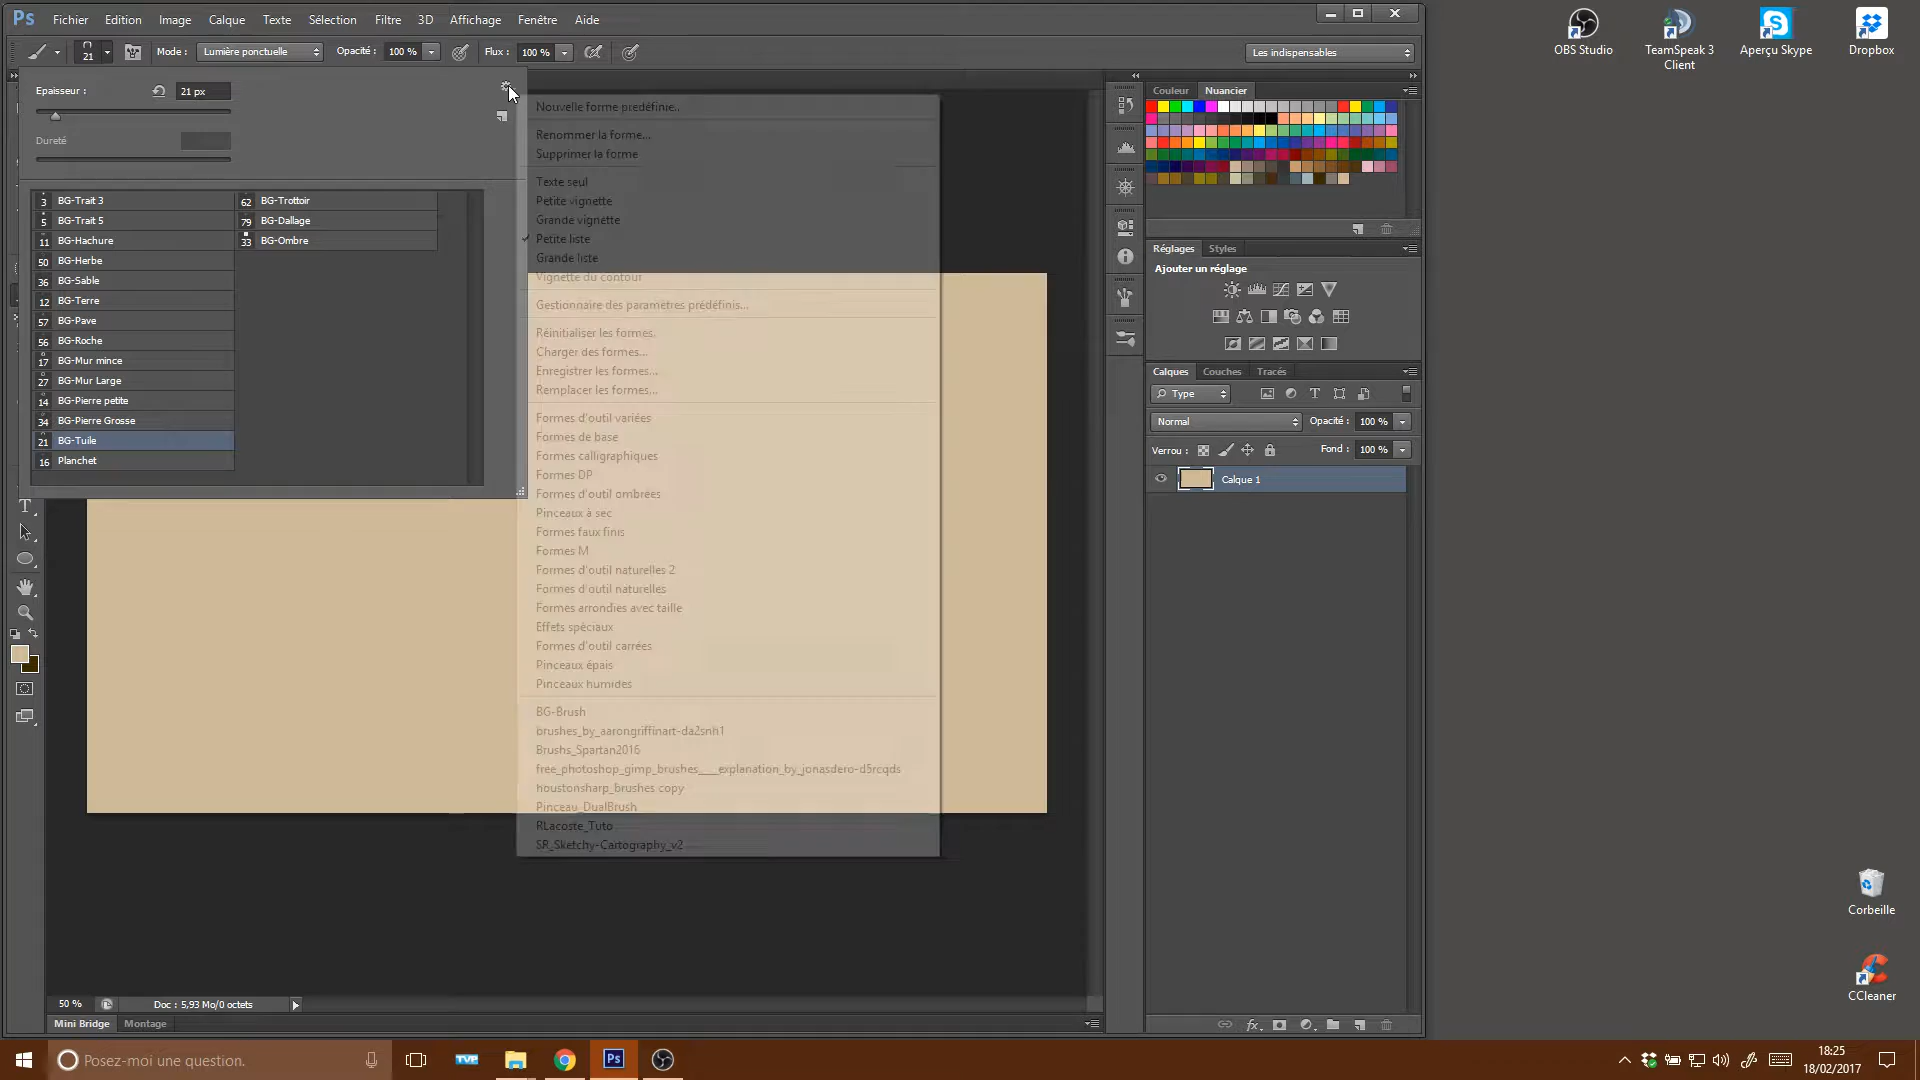 Ps Fichier Edition Image Calque Texte Sélection Filtre 3D Affichage Fenêtre Aide
21 Mode : Lumière ponctuelle Opacité : 100 % Flux : 100 % Les indispensables
Epaisseur : 21 px
Dureté
3 BG-Trait 3
5 BG-Trait 5
11 BG-Hachure
50 BG-Herbe
36 BG-Sable
12 BG-Terre
57 BG-Pave
56 BG-Roche
17 BG-Mur mince
27 BG-Mur Large
14 BG-Pierre petite
34 BG-Pierre Grosse
21 BG-Tuile
16 Planchet
62 BG-Trottoir
79 BG-Dallage
33 BG-Ombre
Nouvelle forme prédéfinie...
Renommer la forme...
Supprimer la forme
Texte seul
Petite vignette
Grande vignette
Petite liste
Grande liste
Vignette du contour
Gestionnaire des paramètres prédéfinis...
Réinitialiser les formes...
Charger des formes...
Enregistrer les formes...
Remplacer les formes...
Formes d'outil variées
Formes de base
Formes calligraphiques
Formes DP
Formes d'outil ombrées
Pinceaux à sec
Formes faux finis
Formes M
Formes d'outil naturelles 2
Formes d'outil naturelles
Formes arrondies avec taille
Effets spéciaux
Formes d'outil carrées
Pinceaux épais
Pinceaux humides
BG-Brush
brushes_by_aarongriffinart-da2snh1
Brushs_Spartan2016
free_photoshop_gimp_brushes___explanation_by_jonasdero-d5rcqds
houstonsharp_brushes copy
Pinceau_DualBrush
RLacoste_Tuto
SR_Sketchy-Cartography_v2
Couleur Nuancier
Réglages Styles
Ajouter un réglage
Calques Couches Tracés
Type
Normal Opacité : 100 %
Verrou : Fond : 100 %
Calque 1
fx
50 % Doc : 5,93 Mo/0 octets
Mini Bridge Montage
OBS Studio
TeamSpeak 3
Client
Aperçu Skype
Dropbox
Corbeille
CCleaner
Posez-moi une question.
TVP
Ps
18:25
18/02/2017